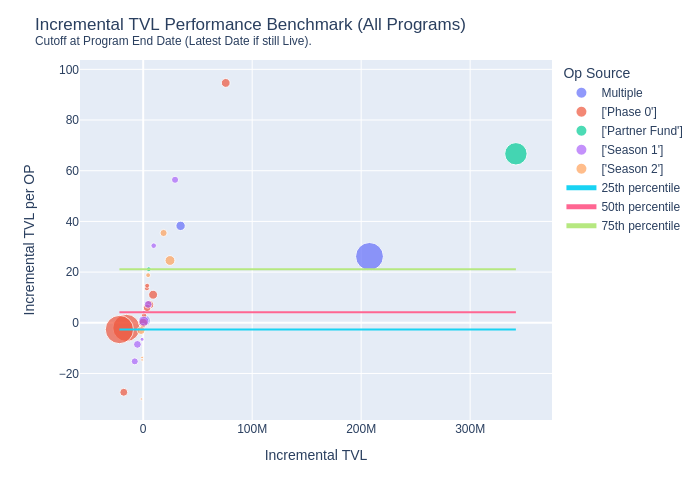 Incremental TVL Performance Benchmark (All Programs)
Cutoff at Program End Date (Latest Date if still Live).
Incremental TVL per OP
100
80
60
40
20
0
−20
0
100M
200M
300M
Incremental TVL
Op Source
Multiple
['Phase 0']
['Partner Fund']
['Season 1']
['Season 2']
25th percentile
50th percentile
75th percentile